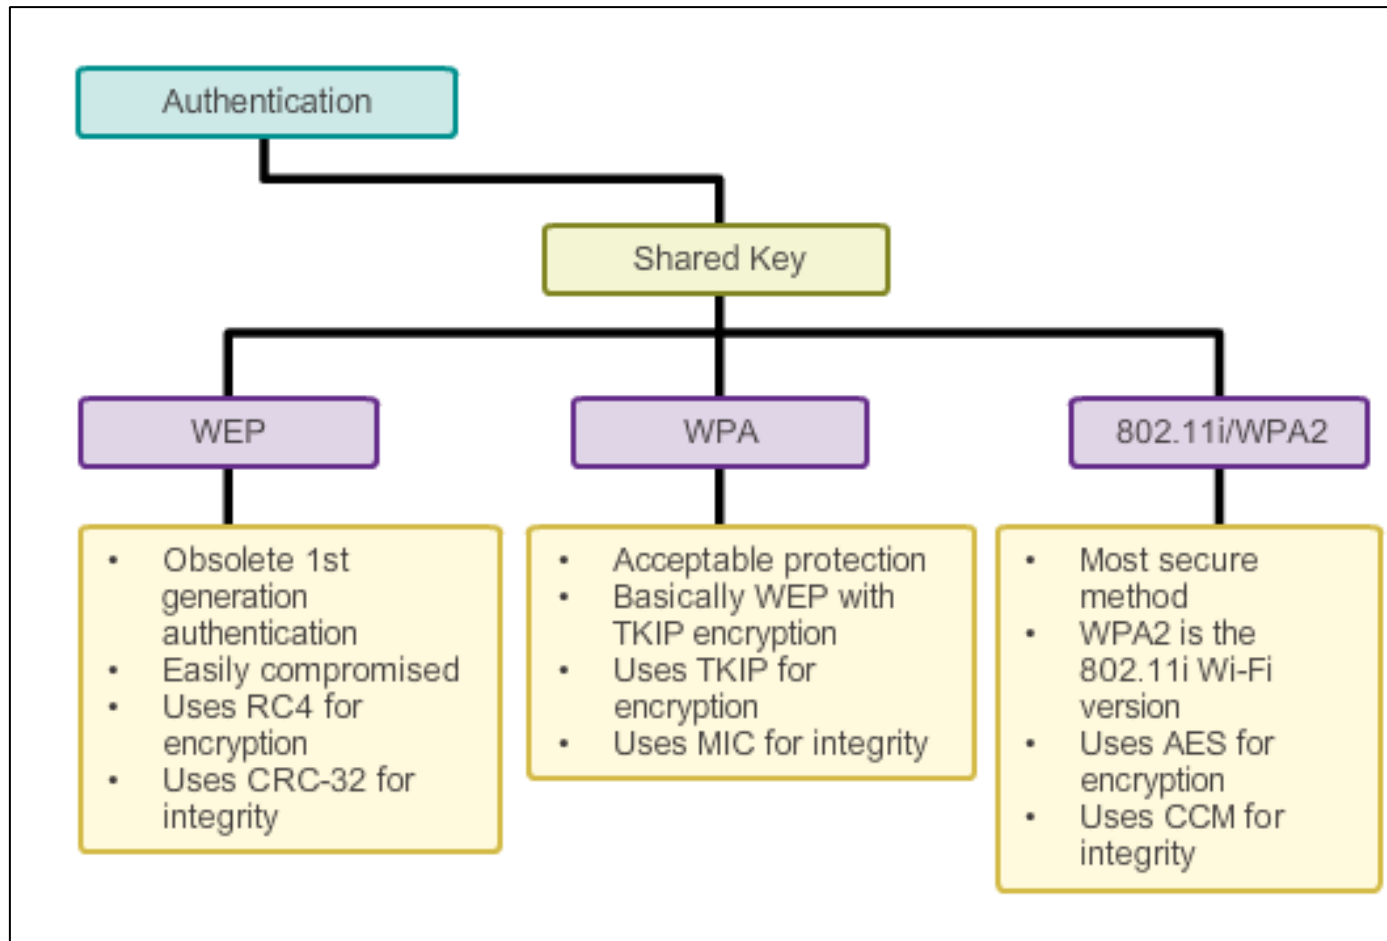 Authentication
Shared Key
WEP
WPA
802.11i/WPA2
• Obsolete 1st
generation
authentication
• Easily compromised
• Uses RC4 for
encryption
• Uses CRC-32 for
integrity
• Acceptable protection
• Basically WEP with
TKIP encryption
• Uses TKIP for
encryption
• Uses MIC for integrity
• Most secure
method
• WPA2 is the
802.11i Wi-Fi
version
• Uses AES for
encryption
• Uses CCM for
integrity